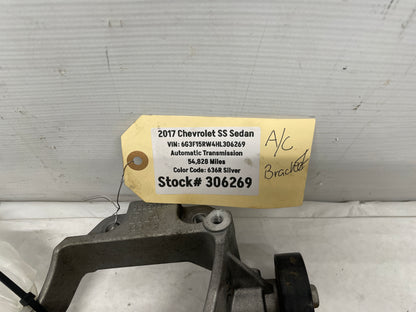 2017 Chevrolet SS Sedan
VIN: 6G3F15RW4HL306269
Automatic Transmission
54,828 Miles
Color Code: 636R Silver
Stock# 306269
A/C
Bracket